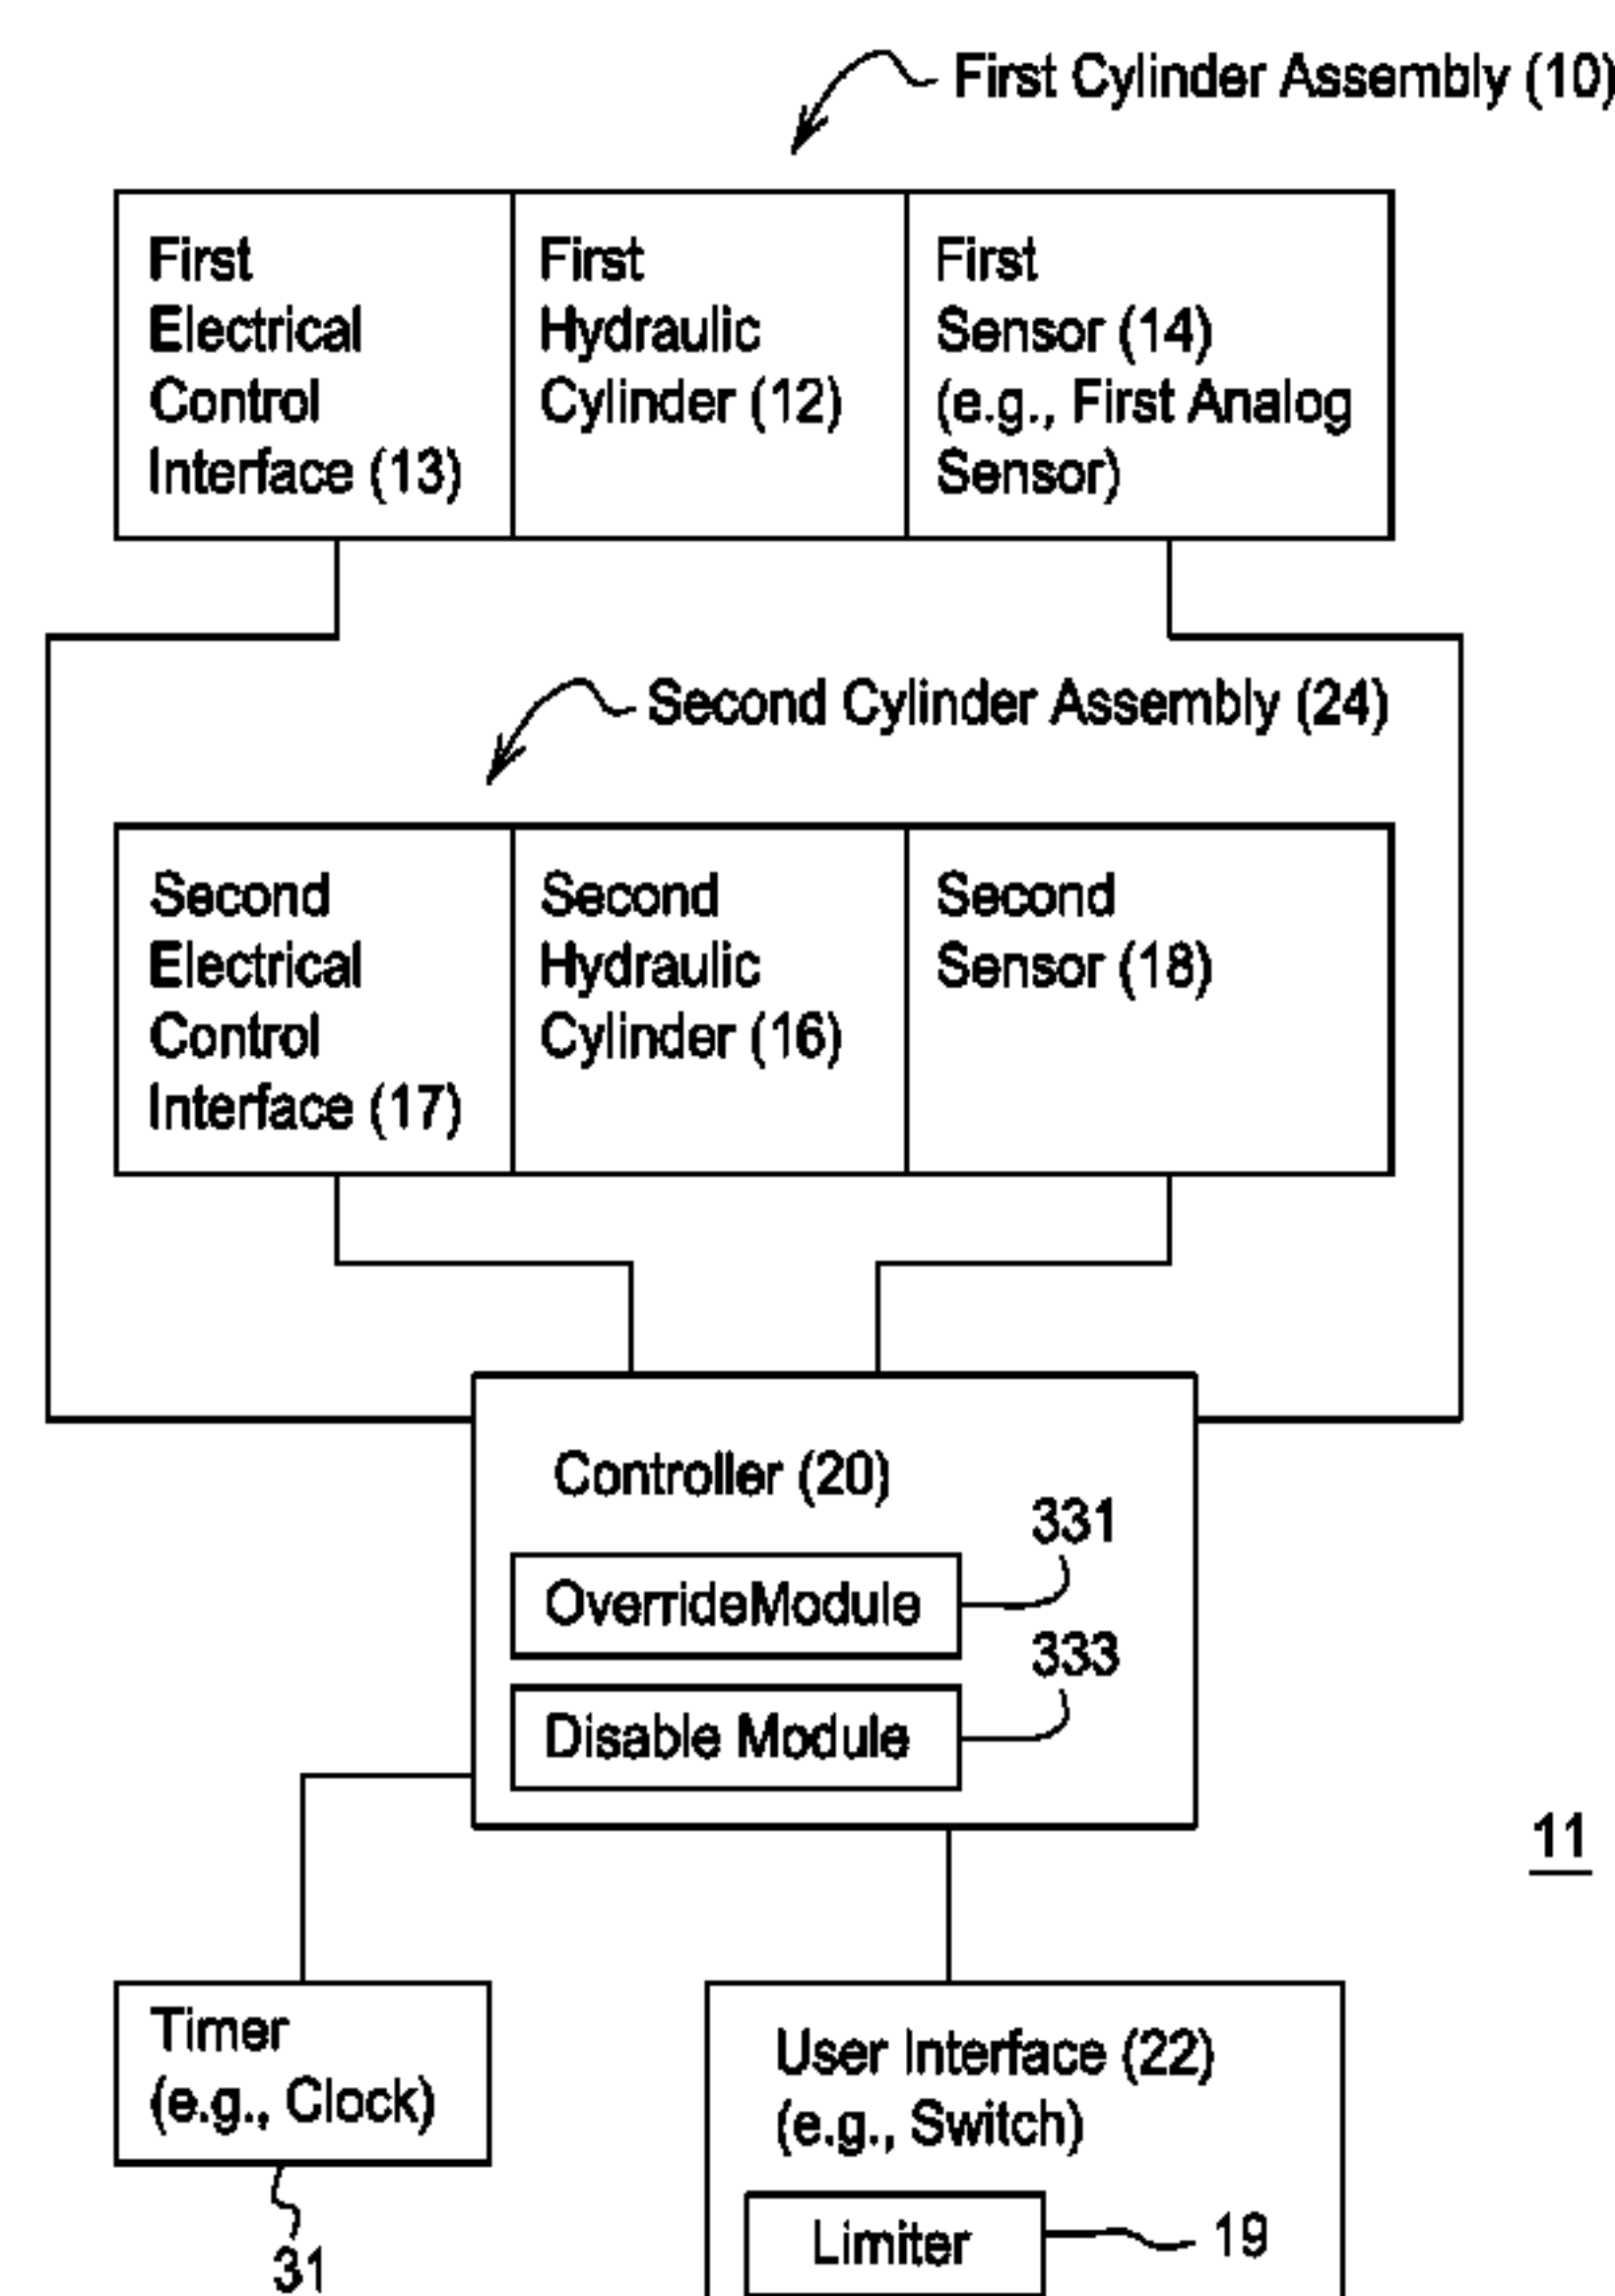 First Cylinder Assembly (10)
First
Electrical
Control
Interface (13)
First
Hydraulic
Cylinder (12)
First
Sensor (14)
(e.g., First Analog
Sensor)
Second Cylinder Assembly (24)
Second
Electrical
Control
Interface (17)
Second
Hydraulic
Cylinder (16)
Second
Sensor (18)
Controller (20)
331
OverrideModule
333
Disable Module
11
Timer
(e.g., Clock)
31
User Interface (22)
(e.g., Switch)
Limiter
19